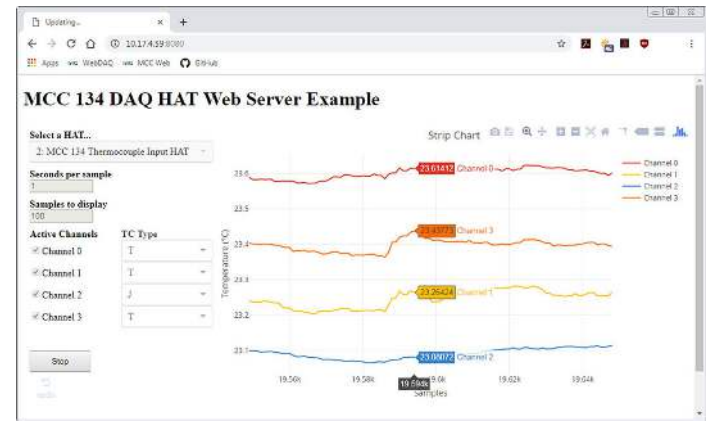 Updating...
10.17.4.59:8080
Apps WebDAQ MCC Web GitHub
MCC 134 DAQ HAT Web Server Example
Select a HAT...
2: MCC 134 Thermocouple Input HAT
Seconds per sample
1
Samples to display
100
Active Channels TC Type
Channel 0 T
Channel 1 T
Channel 2 J
Channel 3 T
Stop
Strip Chart
Channel 0
Channel 1
Channel 2
Channel 3
Temperature (°C)
23.6
23.5
23.4
23.3
23.2
23.1
23.61412 Channel 0
23.43773 Channel 3
23.26424 Channel 1
23.08072 Channel 2
19.56k 19.58k 19.594k 19.6k 19.62k 19.64k
Samples